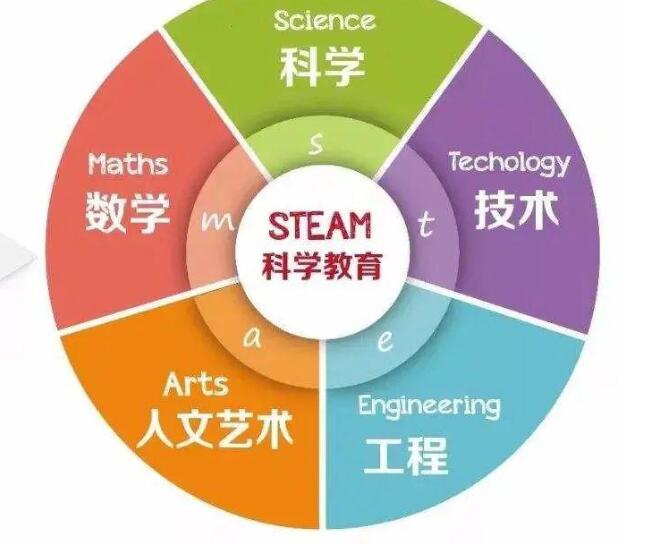 Science
科学
s
Techology
技术
t
Engineering
工程
e
Arts
人文艺术
a
Maths
数学
m
STEAM
科学教育